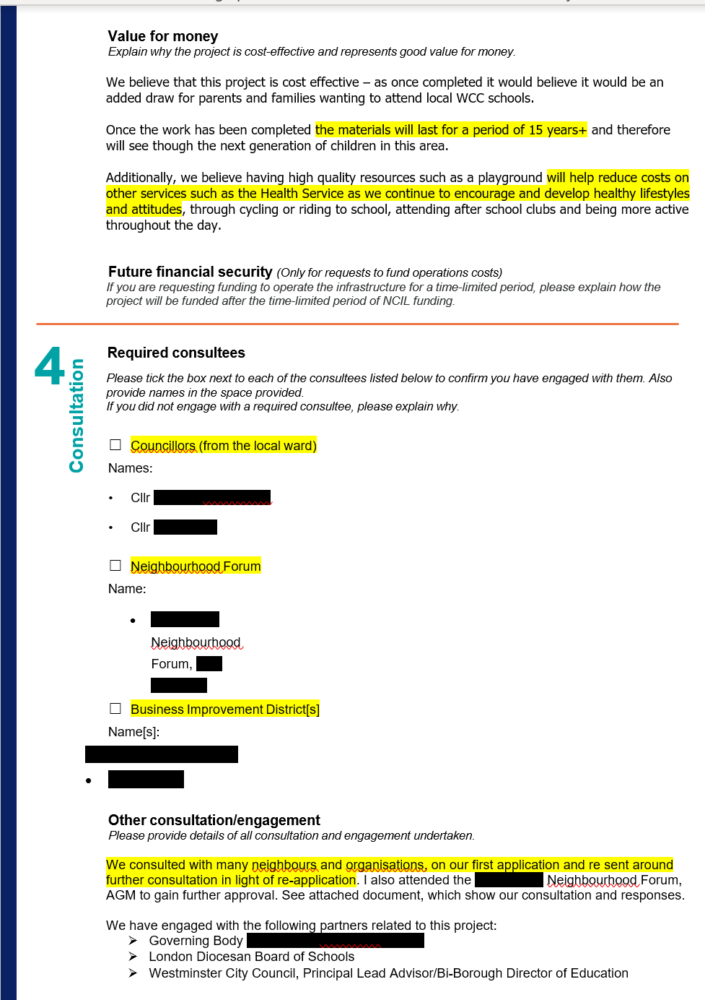 Value for money
Explain why the project is cost-effective and represents good value for money.
We believe that this project is cost effective – as once completed it would believe it would be an
added draw for parents and families wanting to attend local WCC schools.
Once the work has been completed the materials will last for a period of 15 years+ and therefore
will see though the next generation of children in this area.
Additionally, we believe having high quality resources such as a playground will help reduce costs on
other services such as the Health Service as we continue to encourage and develop healthy lifestyles
and attitudes, through cycling or riding to school, attending after school clubs and being more active
throughout the day.
Future financial security (Only for requests to fund operations costs)
If you are requesting funding to operate the infrastructure for a time-limited period, please explain how the
project will be funded after the time-limited period of NCIL funding.
4
Consultation
Required consultees
Please tick the box next to each of the consultees listed below to confirm you have engaged with them. Also
provide names in the space provided.
If you did not engage with a required consultee, please explain why.
☐ Councillors (from the local ward)
Names:
• Cllr
• Cllr
☐ Neighbourhood Forum
Name:
•
Neighbourhood
Forum,
☐ Business Improvement District[s]
Name[s]:
•
Other consultation/engagement
Please provide details of all consultation and engagement undertaken.
We consulted with many neighbours and organisations, on our first application and re sent around
further consultation in light of re-application. I also attended the Neighbourhood Forum,
AGM to gain further approval. See attached document, which show our consultation and responses.
We have engaged with the following partners related to this project:
➢ Governing Body
➢ London Diocesan Board of Schools
➢ Westminster City Council, Principal Lead Advisor/Bi-Borough Director of Education